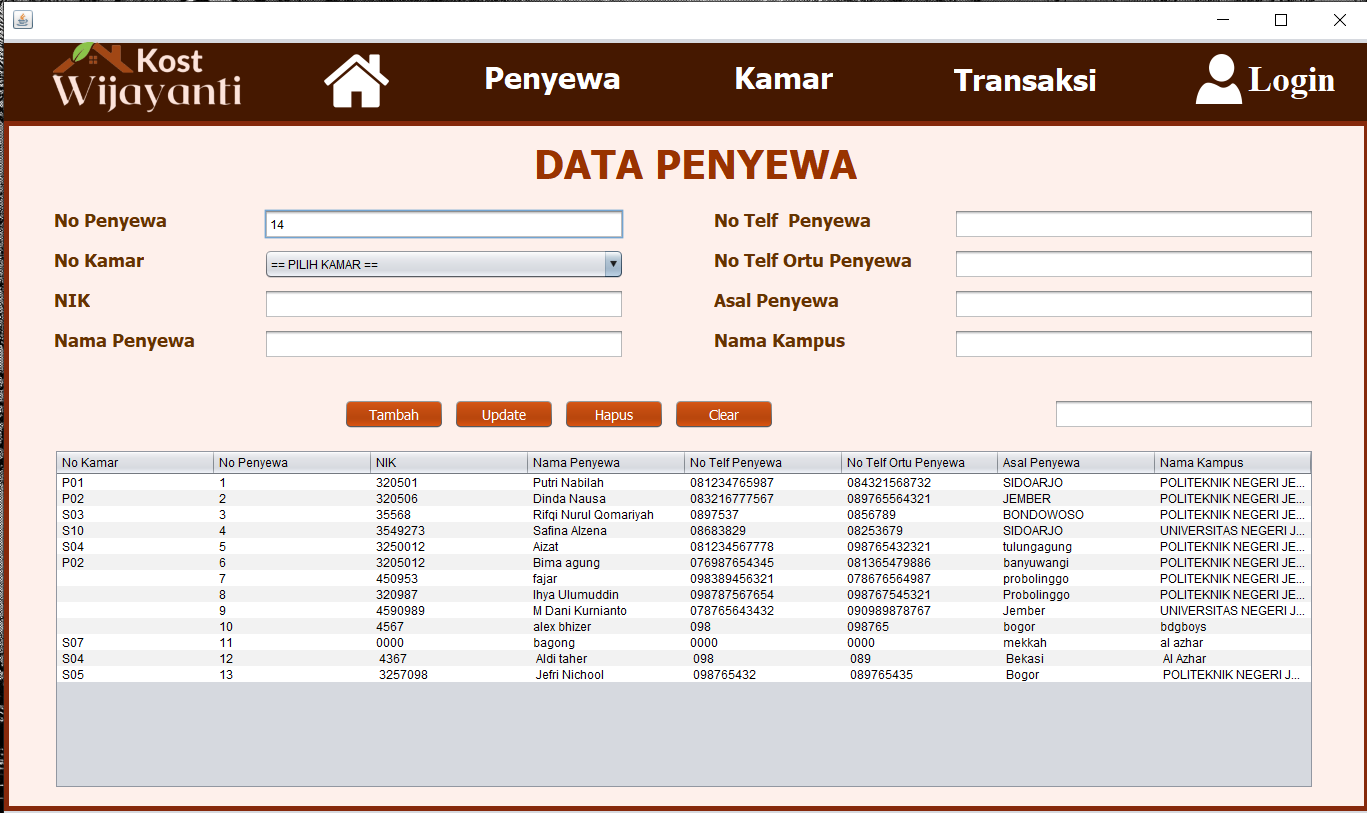 Kost
Wijayanti
Penyewa
Kamar
Transaksi
Login
DATA PENYEWA
No Penyewa 14
No Telf  Penyewa
No Kamar == PILIH KAMAR ==
No Telf Ortu Penyewa
NIK
Asal Penyewa
Nama Penyewa
Nama Kampus
Tambah
Update
Hapus
Clear
No Kamar No Penyewa NIK Nama Penyewa No Telf Penyewa No Telf Ortu Penyewa Asal Penyewa Nama Kampus
P01 1 320501 Putri Nabilah 081234765987 084321568732 SIDOARJO POLITEKNIK NEGERI JE...
P02 2 320506 Dinda Nausa 083216777567 089765564321 JEMBER POLITEKNIK NEGERI JE...
S03 3 35568 Rifqi Nurul Qomariyah 0897537 0856789 BONDOWOSO POLITEKNIK NEGERI JE...
S10 4 3549273 Safina Alzena 08683829 08253679 SIDOARJO UNIVERSITAS NEGERI J...
S04 5 3250012 Aizat 081234567778 098765432321 tulungagung POLITEKNIK NEGERI JE...
P02 6 3205012 Bima agung 076987654345 081365479886 banyuwangi POLITEKNIK NEGERI JE...
7 450953 fajar 098389456321 078676564987 probolinggo POLITEKNIK NEGERI JE...
8 320987 Ihya Ulumuddin 098787567654 098767545321 Probolinggo POLITEKNIK NEGERI JE...
9 4590989 M Dani Kurnianto 078765643432 090989878767 Jember UNIVERSITAS NEGERI J...
10 4567 alex bhizer 098 098765 bogor bdgboys
S07 11 0000 bagong 0000 0000 mekkah al azhar
S04 12 4367 Aldi taher 098 089 Bekasi Al Azhar
S05 13 3257098 Jefri Nichool 098765432 089765435 Bogor POLITEKNIK NEGERI J...